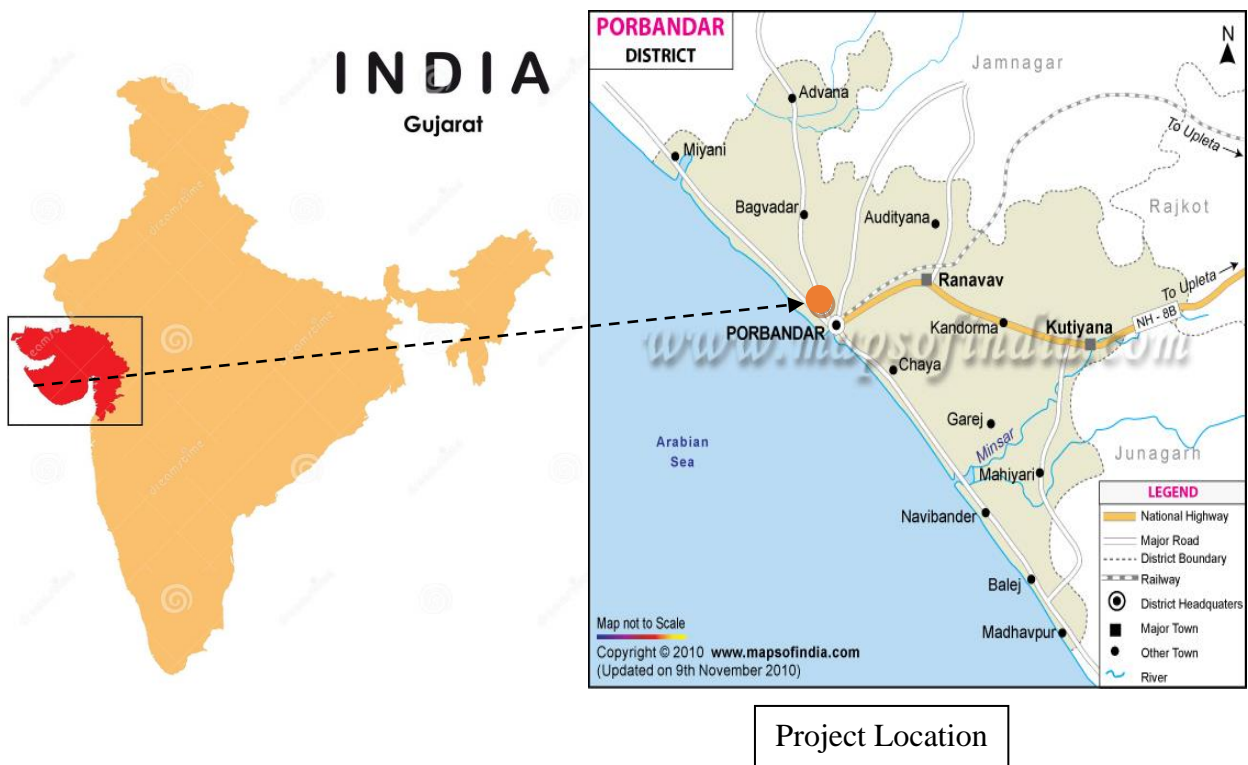 INDIA
Gujarat
PORBANDAR
DISTRICT
N
Jamnagar
Advana
To Upleta
Miyani
Rajkot
Bagvadar
Audityana
Ranavav
To Upleta
NH - 8B
PORBANDAR
Kandorma
Kutiyana
www.mapsofindia.com
Chaya
Garej
Minsar
Arabian
Sea
Junagarh
Mahiyari
Navibander
Balej
Madhavpur
LEGEND
National Highway
Major Road
District Boundary
Railway
District Headquaters
Major Town
Other Town
River
Map not to Scale
Copyright © 2010 www.mapsofindia.com
(Updated on 9th November 2010)
Project Location